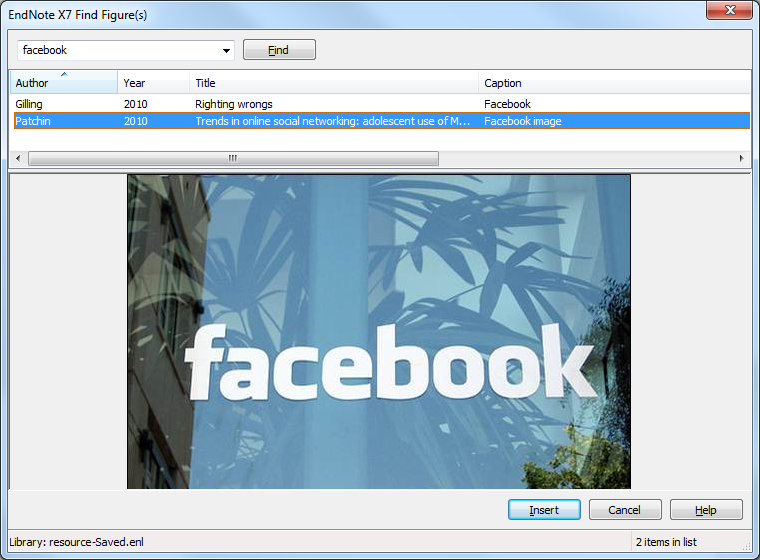 EndNote X7 Find Figure(s)
facebook Find
Author Year Title Caption
Gilling 2010 Righting wrongs Facebook
Patchin 2010 Trends in online social networking: adolescent use of M... Facebook image
facebook
Insert Cancel Help
Library: resource-Saved.enl 2 items in list